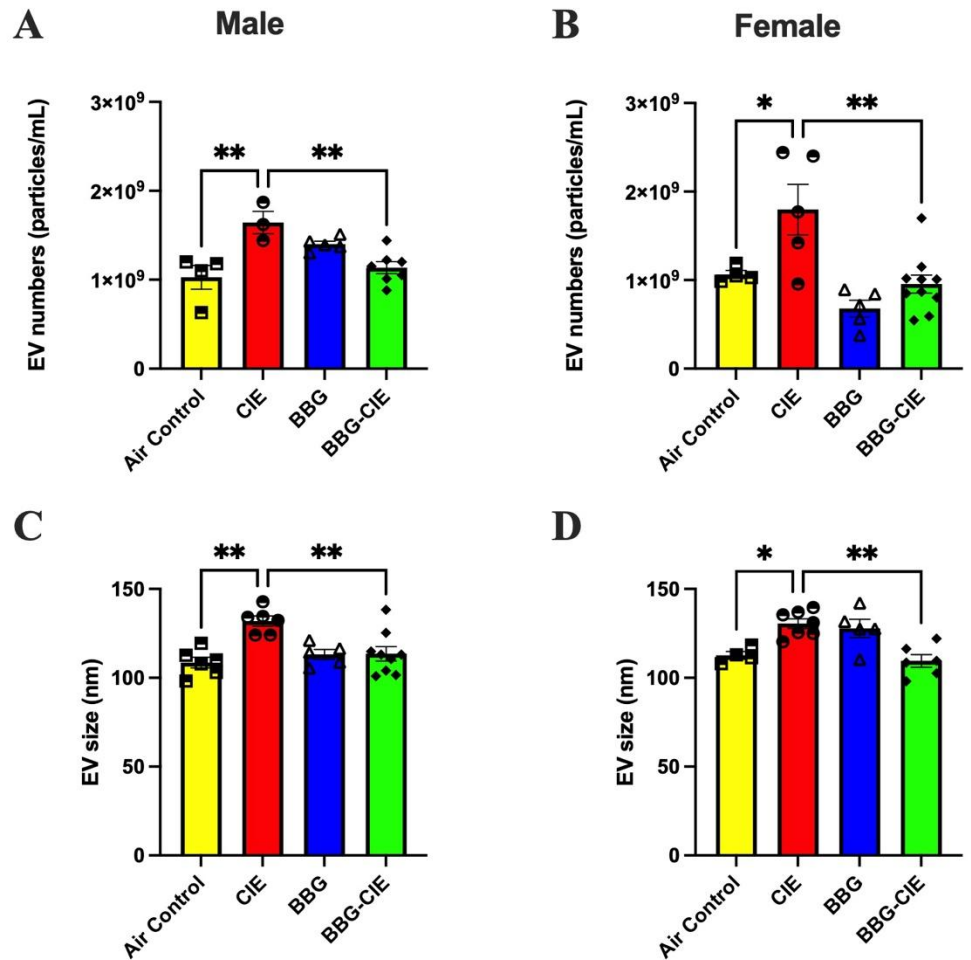 A
Male
EV numbers (particles/mL)
3×10⁹
2×10⁹
1×10⁹
0
**
**
Air Control
CIE
BBG
BBG-CIE
B
Female
EV numbers (particles/mL)
3×10⁹
2×10⁹
1×10⁹
0
*
**
Air Control
CIE
BBG
BBG-CIE
C
EV size (nm)
150
100
50
0
**
**
Air Control
CIE
BBG
BBG-CIE
D
EV size (nm)
150
100
50
0
*
**
Air Control
CIE
BBG
BBG-CIE